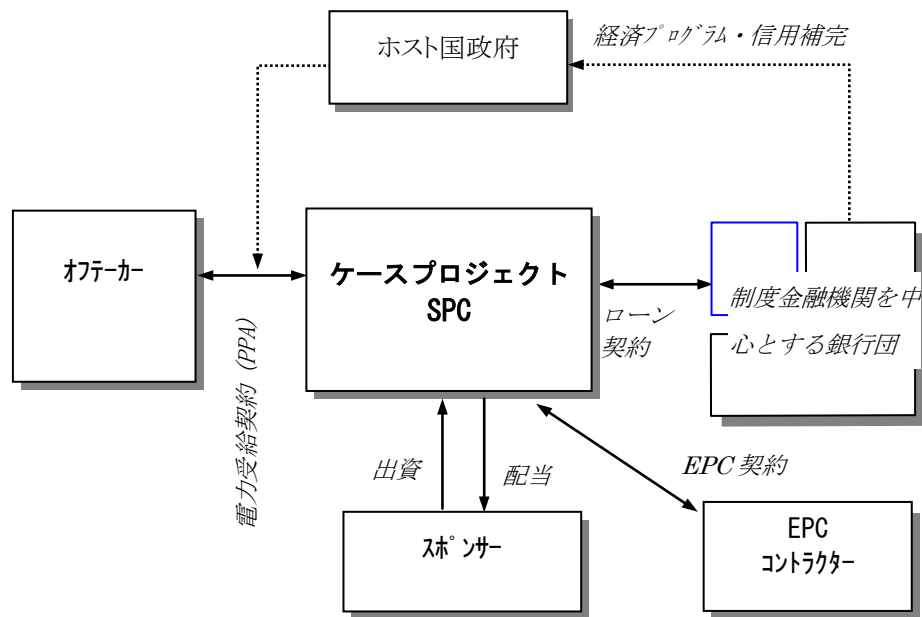 ホスト国政府
経済ﾌﾟﾛｸﾞﾗﾑ・信用補完
ｵﾌﾃｰｶｰ
ケースプロジェクト
SPC
制度金融機関を中
心とする銀行団
ローン
契約
電力受給契約 (PPA)
出資
配当
EPC 契約
ｽﾎﾟﾝｻｰ
EPC
ｺﾝﾄﾗｸﾀｰ